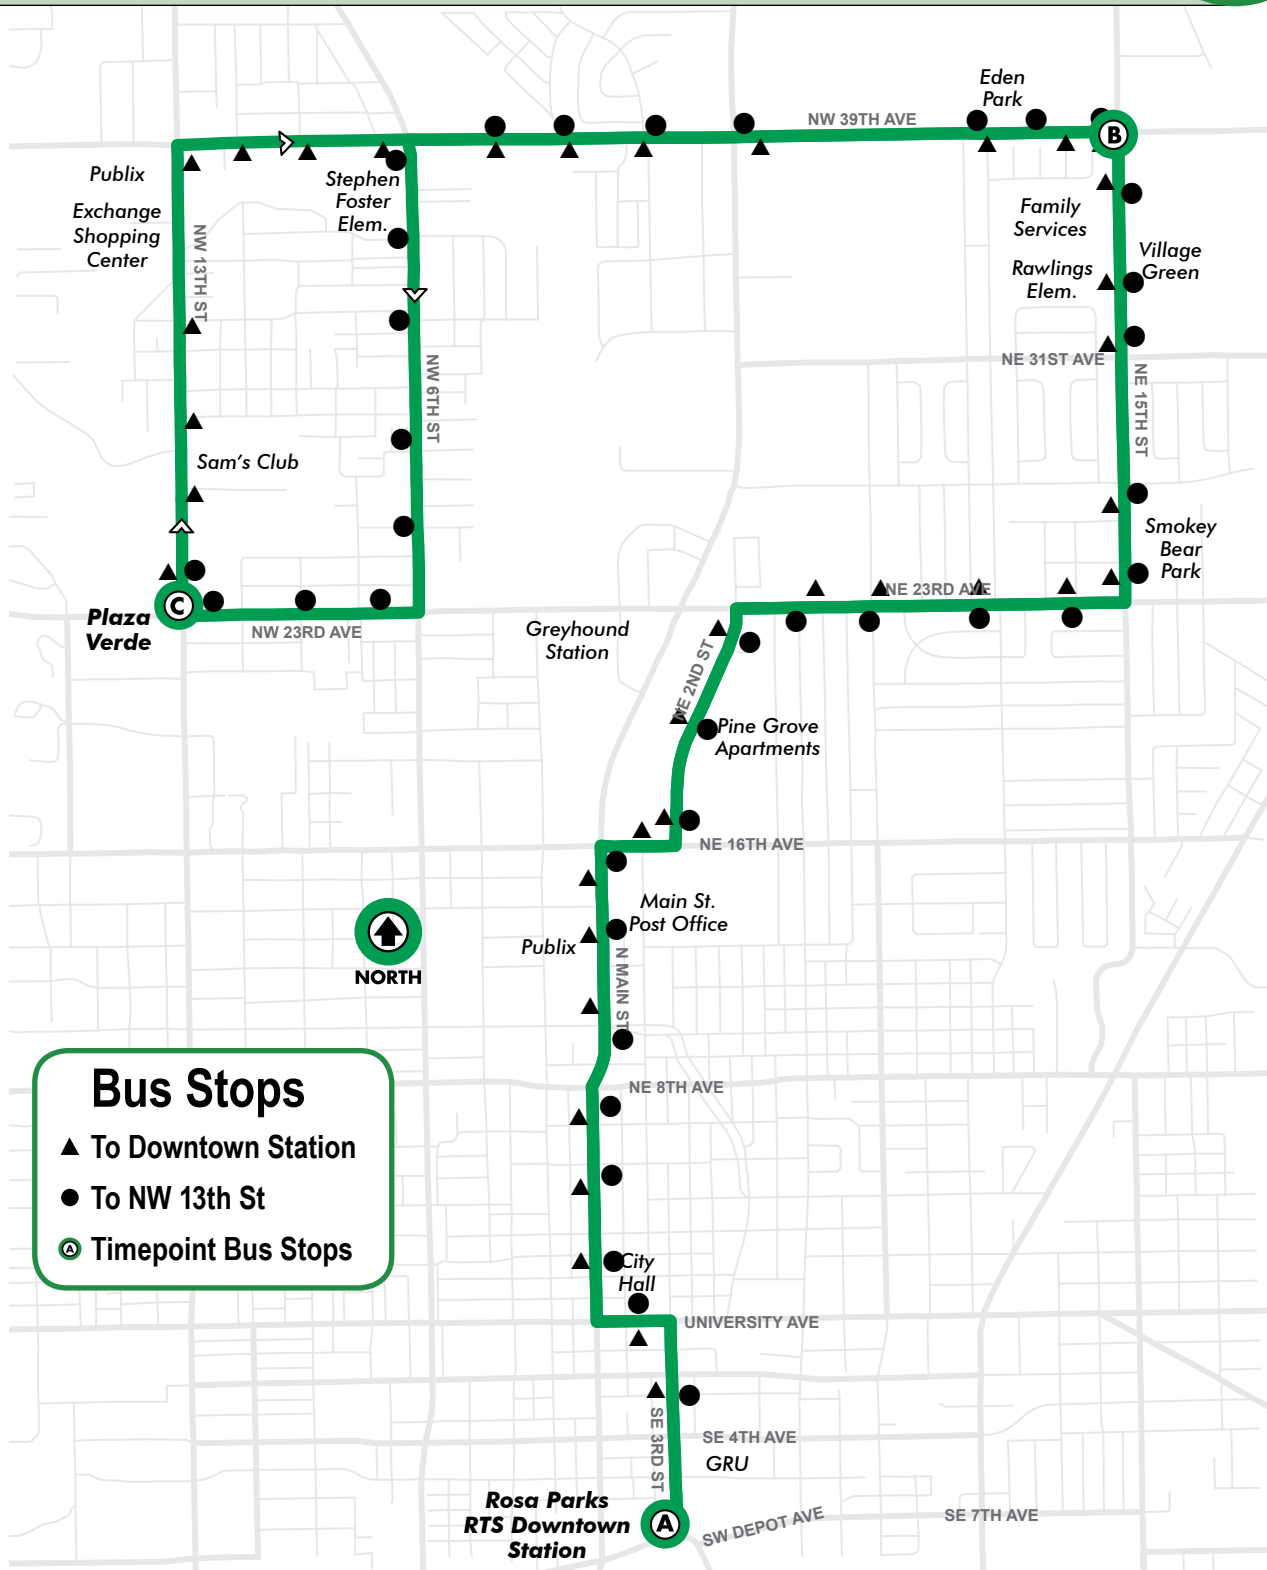 Eden
Park
NW 39TH AVE
B
Publix
Exchange
Shopping
Center
NW 13TH ST
Stephen
Foster
Elem.
Family
Services
Village
Green
Rawlings
Elem.
NE 31ST AVE
NW 6TH ST
NE 15TH ST
Sam's Club
Smokey
Bear
Park
NE 23RD AVE
C
Plaza
Verde
NW 23RD AVE
Greyhound
Station
NE 2ND ST
Pine Grove
Apartments
NE 16TH AVE
Main St.
Post Office
Publix
N MAIN ST
NORTH
NE 8TH AVE
Bus Stops
To Downtown Station
To NW 13th St
A
Timepoint Bus Stops
City
Hall
UNIVERSITY AVE
SE 3RD ST
SE 4TH AVE
GRU
Rosa Parks
RTS Downtown
Station
A
SW DEPOT AVE
SE 7TH AVE